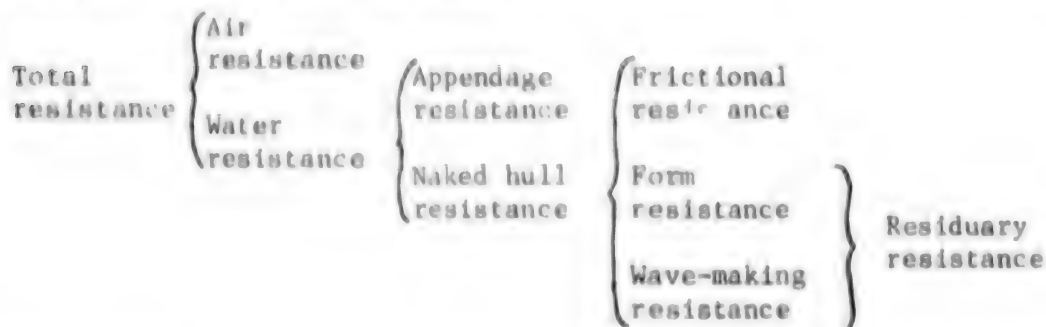 Total
resistance
Air
resistance
Water
resistance
Appendage
resistance
Naked hull
resistance
Frictional
Form
resistance
Wave-making
resistance
Residuary
resistance